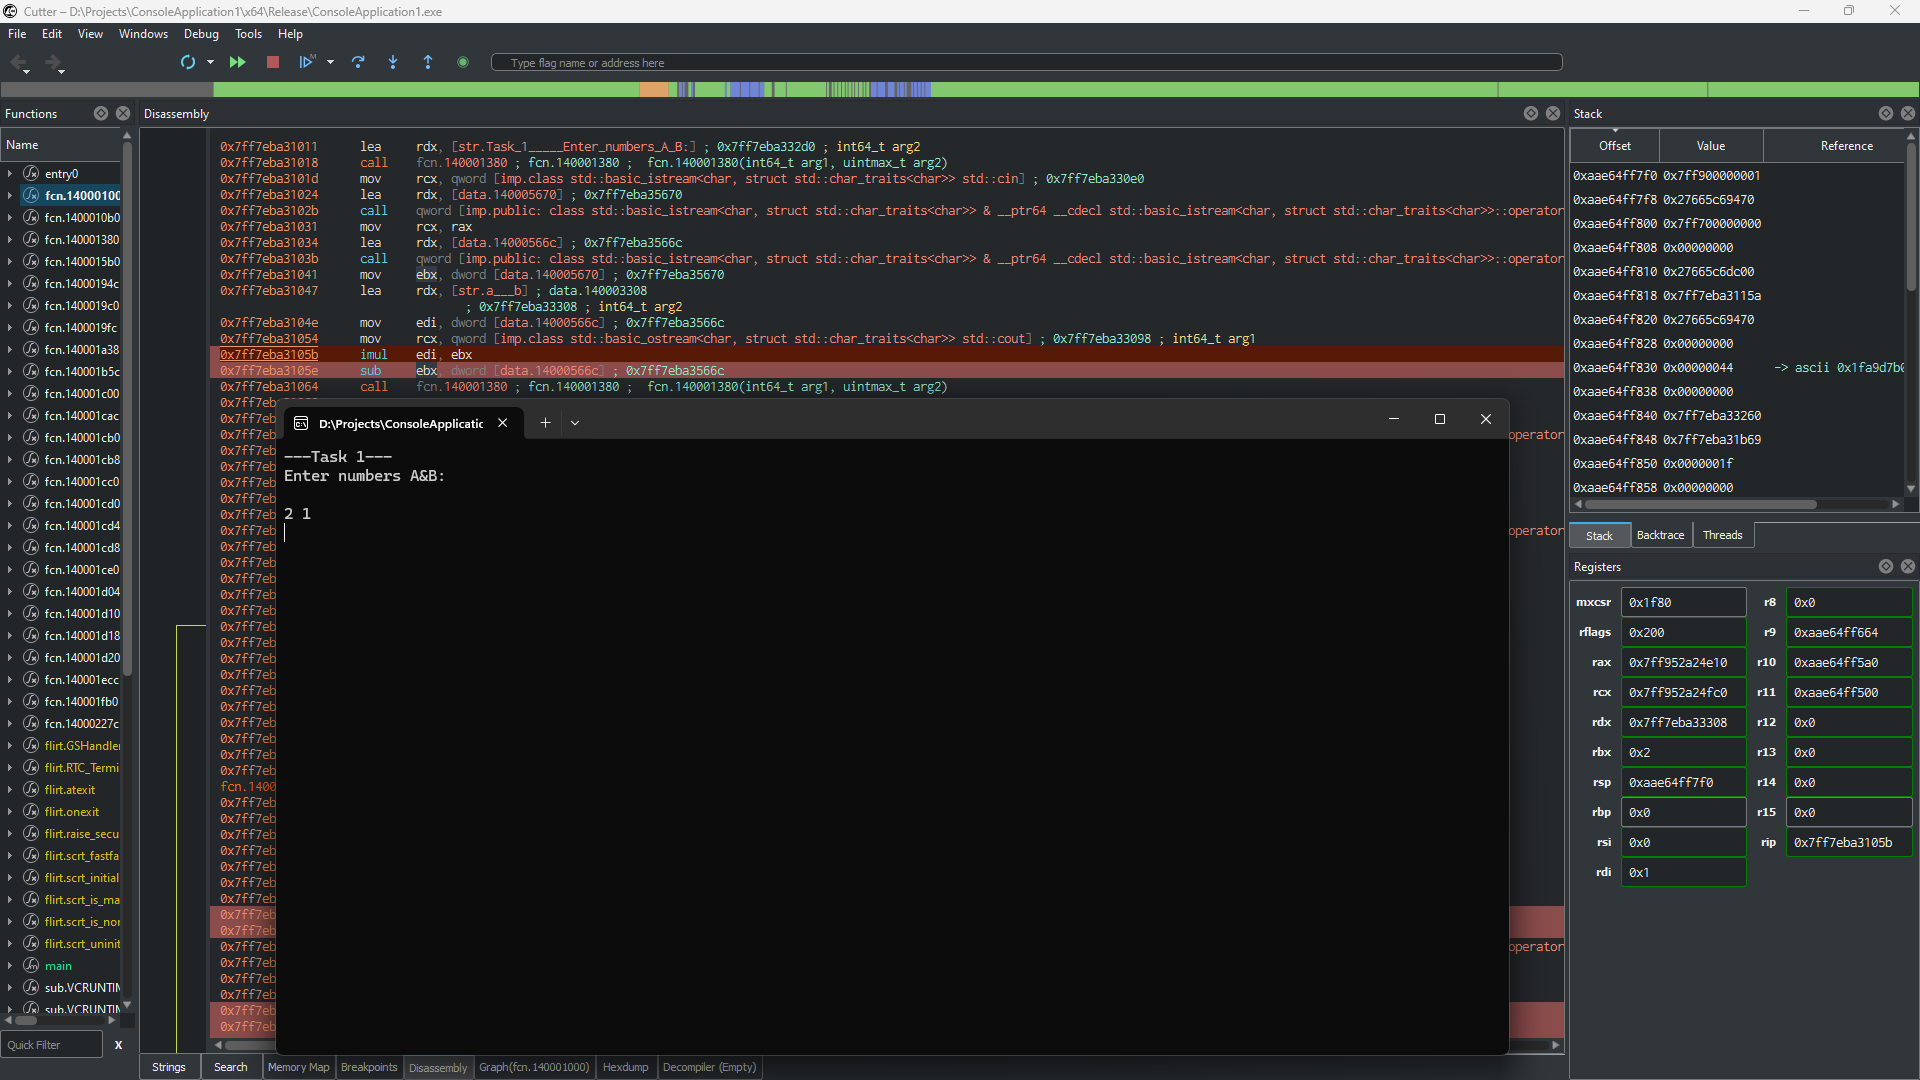 Cutter – D:\Projects\ConsoleApplication1\x64\Release\ConsoleApplication1.exe
File Edit View Windows Debug Tools Help
Type flag name or address here
Functions
Name
entry0
fcn.14000100
fcn.1400010b0
fcn.140001380
fcn.1400015b0
fcn.14000194c
fcn.1400019c0
fcn.1400019fc
fcn.140001a38
fcn.140001b5c
fcn.140001c00
fcn.140001cac
fcn.140001cb0
fcn.140001cb8
fcn.140001cc0
fcn.140001cd0
fcn.140001cd4
fcn.140001cd8
fcn.140001ce0
fcn.140001d04
fcn.140001d10
fcn.140001d18
fcn.140001d20
fcn.140001ecc
fcn.140001fb0
fcn.14000227c
flirt.GSHandler
flirt.RTC_Termi
flirt.atexit
flirt.onexit
flirt.raise_secu
flirt.scrt_fastfa
flirt.scrt_initial
flirt.scrt_is_ma
flirt.scrt_is_nor
flirt.scrt_uninit
main
sub.VCRUNTIM
sub.VCRUNTIM
Quick Filter X
Disassembly
0x7ff7eba31011 lea rdx, [str.Task_1_____Enter_numbers_A_B:] ; 0x7ff7eba332d0 ; int64_t arg2
0x7ff7eba31018 call fcn.140001380 ; fcn.140001380 ; fcn.140001380(int64_t arg1, uintmax_t arg2)
0x7ff7eba3101d mov rcx, qword [imp.class std::basic_istream<char, struct std::char_traits<char>> std::cin] ; 0x7ff7eba330e0
0x7ff7eba31024 lea rdx, [data.140005670] ; 0x7ff7eba35670
0x7ff7eba3102b call qword [imp.public: class std::basic_istream<char, struct std::char_traits<char>> & __ptr64 __cdecl std::basic_istream<char, struct std::char_traits<char>>::operator
0x7ff7eba31031 mov rcx, rax
0x7ff7eba31034 lea rdx, [data.14000566c] ; 0x7ff7eba3566c
0x7ff7eba3103b call qword [imp.public: class std::basic_istream<char, struct std::char_traits<char>> & __ptr64 __cdecl std::basic_istream<char, struct std::char_traits<char>>::operator
0x7ff7eba31041 mov ebx, dword [data.140005670] ; 0x7ff7eba35670
0x7ff7eba31047 lea rdx, [str.a___b] ; data.140003308
; 0x7ff7eba33308 ; int64_t arg2
0x7ff7eba3104e mov edi, dword [data.14000566c] ; 0x7ff7eba3566c
0x7ff7eba31054 mov rcx, qword [imp.class std::basic_ostream<char, struct std::char_traits<char>> std::cout] ; 0x7ff7eba33098 ; int64_t arg1
0x7ff7eba3105b imul edi, ebx
0x7ff7eba3105e sub ebx, dword [data.14000566c] ; 0x7ff7eba3566c
0x7ff7eba31064 call fcn.140001380 ; fcn.140001380 ; fcn.140001380(int64_t arg1, uintmax_t arg2)
D:\Projects\ConsoleApplicatic
---Task 1---
Enter numbers A&B:
2 1
operator
operator
operator
fcn.1400
Strings Search Memory Map Breakpoints Disassembly Graph(fcn.140001000) Hexdump Decompiler (Empty)
Stack
Offset Value Reference
0xaae64ff7f0 0x7ff900000001
0xaae64ff7f8 0x27665c69470
0xaae64ff800 0x7ff700000000
0xaae64ff808 0x00000000
0xaae64ff810 0x27665c6dc00
0xaae64ff818 0x7ff7eba3115a
0xaae64ff820 0x27665c69470
0xaae64ff828 0x00000000
0xaae64ff830 0x00000044 -> ascii 0x1fa9d7b0
0xaae64ff838 0x00000000
0xaae64ff840 0x7ff7eba33260
0xaae64ff848 0x7ff7eba31b69
0xaae64ff850 0x0000001f
0xaae64ff858 0x00000000
Stack Backtrace Threads
Registers
mxcsr 0x1f80 r8 0x0
rflags 0x200 r9 0xaae64ff664
rax 0x7ff952a24e10 r10 0xaae64ff5a0
rcx 0x7ff952a24fc0 r11 0xaae64ff500
rdx 0x7ff7eba33308 r12 0x0
rbx 0x2 r13 0x0
rsp 0xaae64ff7f0 r14 0x0
rbp 0x0 r15 0x0
rsi 0x0 rip 0x7ff7eba3105b
rdi 0x1